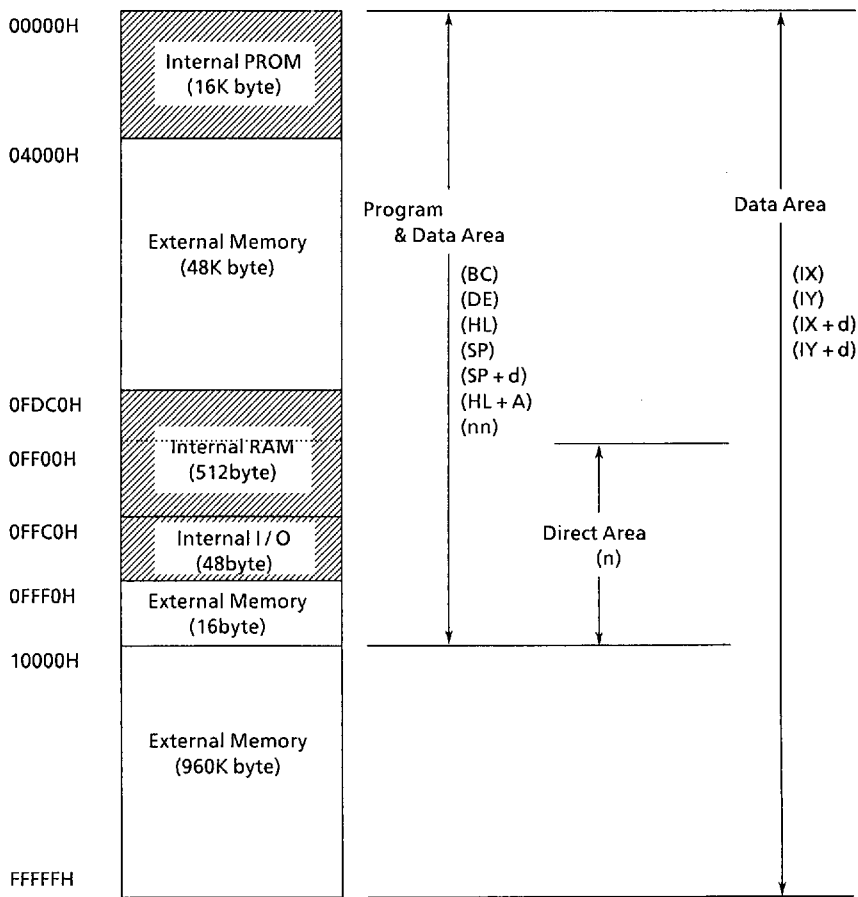 00000H
Internal PROM
(16K byte)
04000H
External Memory
(48K byte)
0FDC0H
Internal RAM
(512byte)
0FF00H
0FFC0H
Internal I / O
(48byte)
0FFF0H
External Memory
(16byte)
10000H
External Memory
(960K byte)
FFFFFH
Program
& Data Area
(BC)
(DE)
(HL)
(SP)
(SP + d)
(HL + A)
(nn)
Direct Area
(n)
Data Area
(IX)
(IY)
(IX + d)
(IY + d)